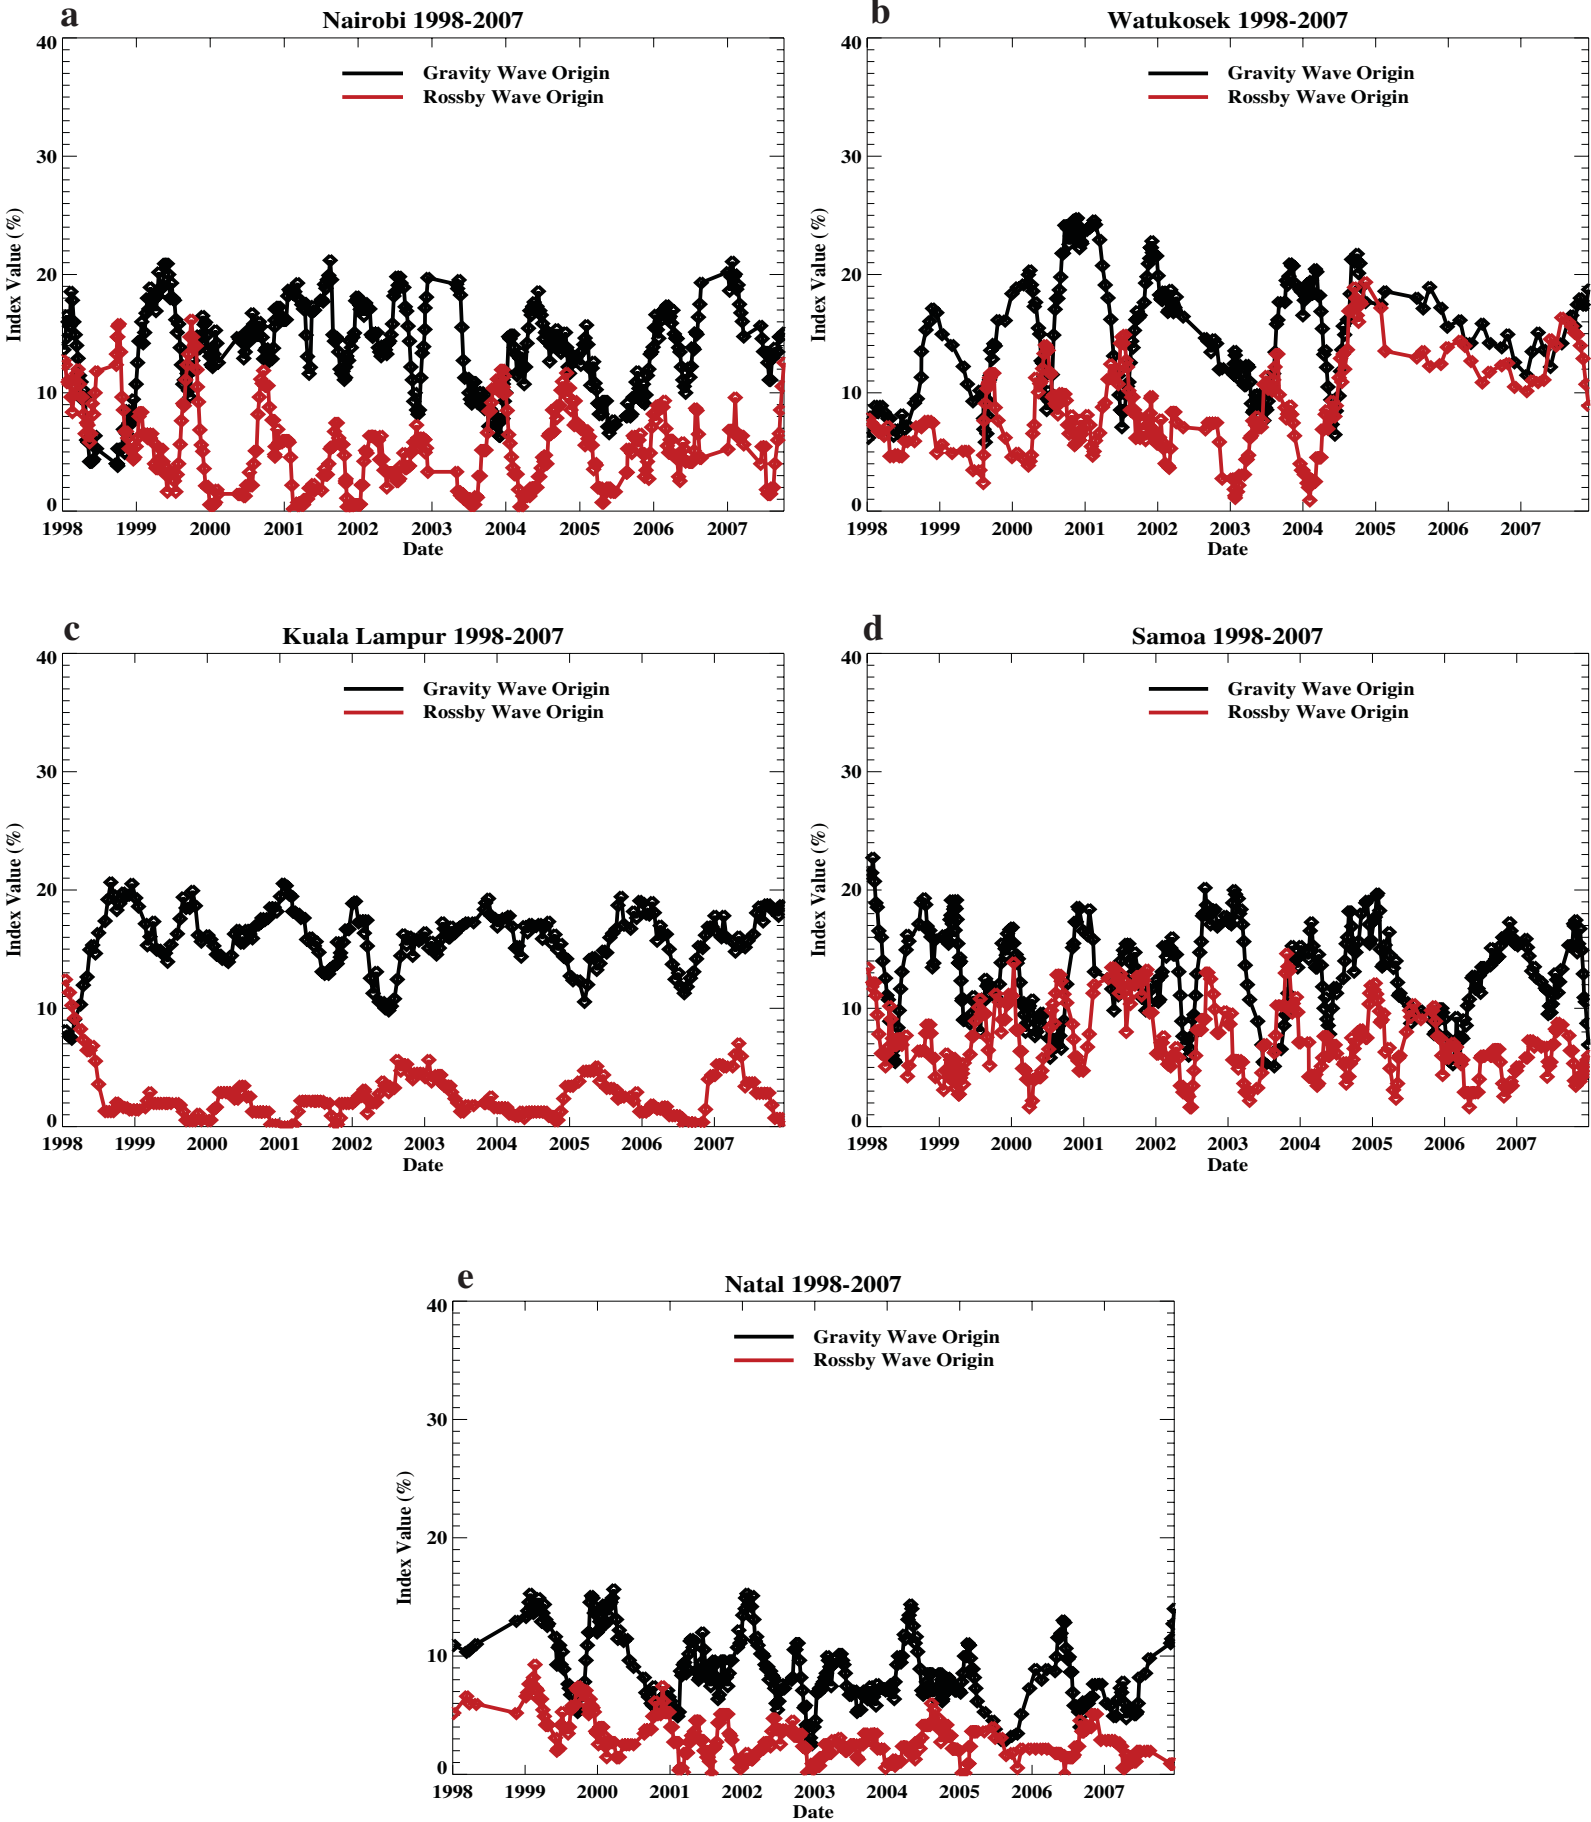 a
Nairobi 1998-2007
40
30
20
10
0
Index Value (%)
Gravity Wave Origin
Rossby Wave Origin
1998 1999 2000 2001 2002 2003 2004 2005 2006 2007
Date
b
Watukosek 1998-2007
40
30
20
10
0
Index Value (%)
Gravity Wave Origin
Rossby Wave Origin
1998 1999 2000 2001 2002 2003 2004 2005 2006 2007
Date
c
Kuala Lampur 1998-2007
40
30
20
10
0
Index Value (%)
Gravity Wave Origin
Rossby Wave Origin
1998 1999 2000 2001 2002 2003 2004 2005 2006 2007
Date
d
Samoa 1998-2007
40
30
20
10
0
Index Value (%)
Gravity Wave Origin
Rossby Wave Origin
1998 1999 2000 2001 2002 2003 2004 2005 2006 2007
Date
e
Natal 1998-2007
40
30
20
10
0
Index Value (%)
Gravity Wave Origin
Rossby Wave Origin
1998 1999 2000 2001 2002 2003 2004 2005 2006 2007
Date